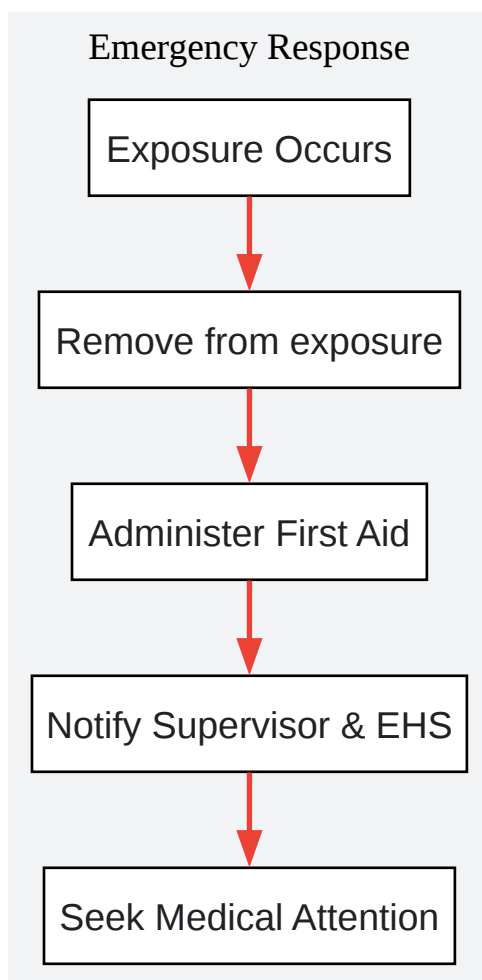 Emergency Response
Exposure Occurs
Remove from exposure
Administer First Aid
Notify Supervisor & EHS
Seek Medical Attention